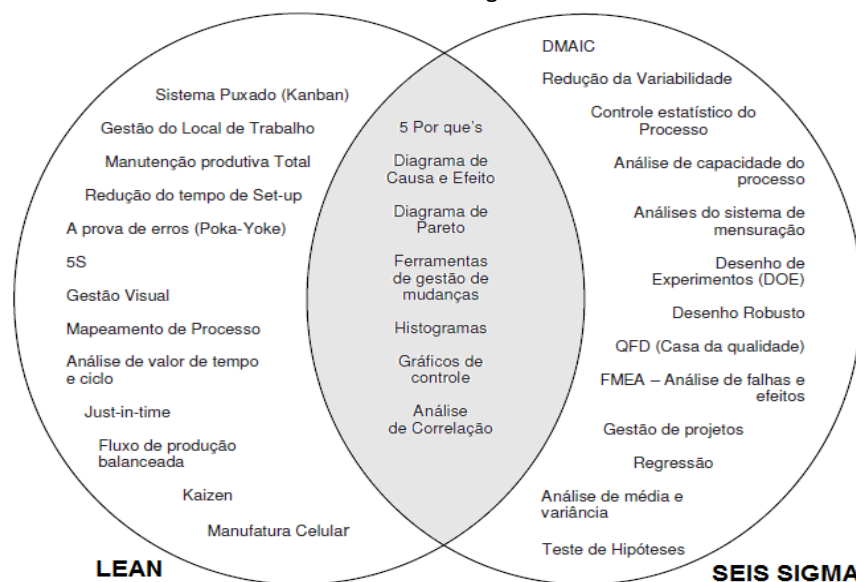 Sistema Puxado (Kanban)
Gestão do Local de Trabalho
Manutenção produtiva Total
Redução do tempo de Set-up
A prova de erros (Poka-Yoke)
5S
Gestão Visual
Mapeamento de Processo
Análise de valor de tempo
e ciclo
Just-in-time
Fluxo de produção
balanceada
Kaizen
Manufatura Celular
LEAN
5 Por que's
Diagrama de
Causa e Efeito
Diagrama de
Pareto
Ferramentas
de gestão de
mudanças
Histogramas
Gráficos de
controle
Análise
de Correlação
DMAIC
Redução da Variabilidade
Controle estatístico do
Processo
Análise de capacidade do
processo
Análises do sistema de
mensuração
Desenho de
Experimentos (DOE)
Desenho Robusto
QFD (Casa da qualidade)
FMEA – Análise de falhas e
efeitos
Gestão de projetos
Regressão
Análise de média e
variância
Teste de Hipóteses
SEIS SIGMA